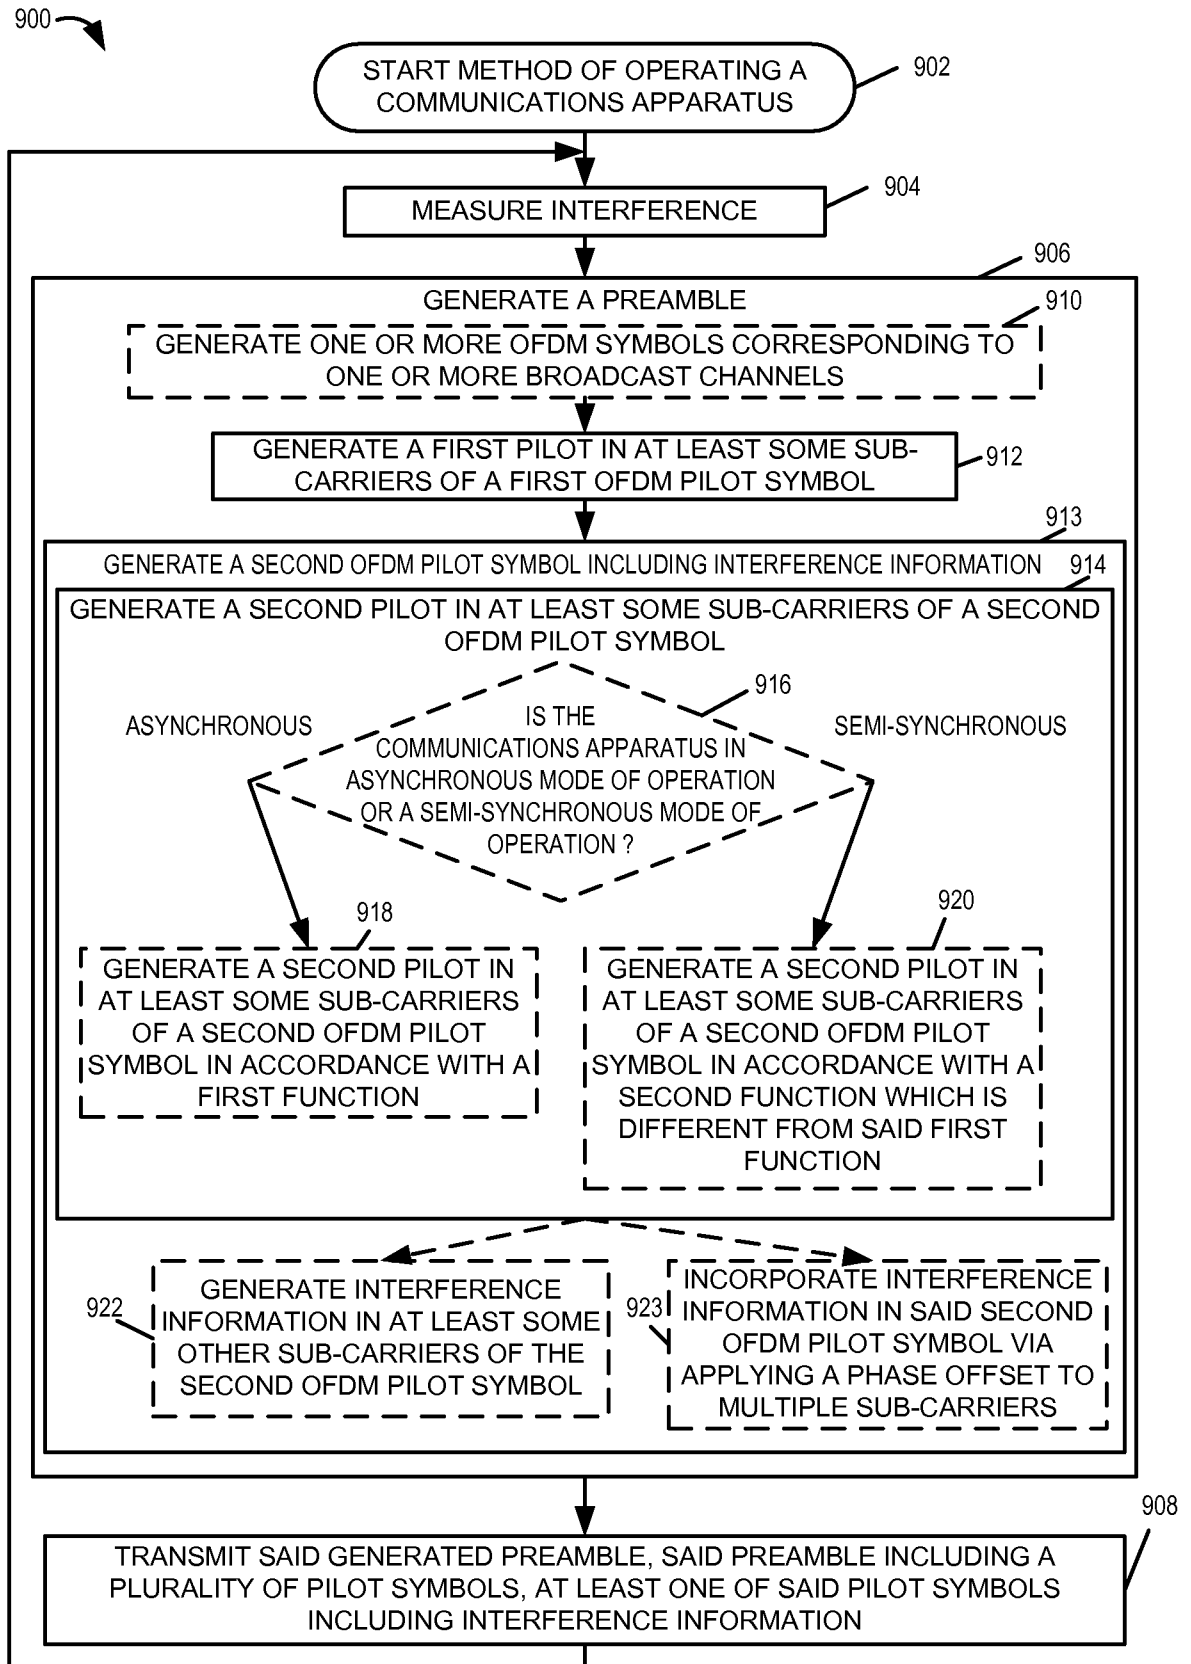 900
START METHOD OF OPERATING A
COMMUNICATIONS APPARATUS
902
904
MEASURE INTERFERENCE
906
GENERATE A PREAMBLE
910
GENERATE ONE OR MORE OFDM SYMBOLS CORRESPONDING TO
ONE OR MORE BROADCAST CHANNELS
GENERATE A FIRST PILOT IN AT LEAST SOME SUB-
CARRIERS OF A FIRST OFDM PILOT SYMBOL
912
913
GENERATE A SECOND OFDM PILOT SYMBOL INCLUDING INTERFERENCE INFORMATION
914
GENERATE A SECOND PILOT IN AT LEAST SOME SUB-CARRIERS OF A SECOND
OFDM PILOT SYMBOL
916
ASYNCHRONOUS
SEMI-SYNCHRONOUS
IS THE
COMMUNICATIONS APPARATUS IN
ASYNCHRONOUS MODE OF OPERATION
OR A SEMI-SYNCHRONOUS MODE OF
OPERATION ?
918
GENERATE A SECOND PILOT IN
AT LEAST SOME SUB-CARRIERS
OF A SECOND OFDM PILOT
SYMBOL IN ACCORDANCE WITH A
FIRST FUNCTION
920
GENERATE A SECOND PILOT IN
AT LEAST SOME SUB-CARRIERS
OF A SECOND OFDM PILOT
SYMBOL IN ACCORDANCE WITH A
SECOND FUNCTION WHICH IS
DIFFERENT FROM SAID FIRST
FUNCTION
922
GENERATE INTERFERENCE
INFORMATION IN AT LEAST SOME
OTHER SUB-CARRIERS OF THE
SECOND OFDM PILOT SYMBOL
923
INCORPORATE INTERFERENCE
INFORMATION IN SAID SECOND
OFDM PILOT SYMBOL VIA
APPLYING A PHASE OFFSET TO
MULTIPLE SUB-CARRIERS
908
TRANSMIT SAID GENERATED PREAMBLE, SAID PREAMBLE INCLUDING A
PLURALITY OF PILOT SYMBOLS, AT LEAST ONE OF SAID PILOT SYMBOLS
INCLUDING INTERFERENCE INFORMATION